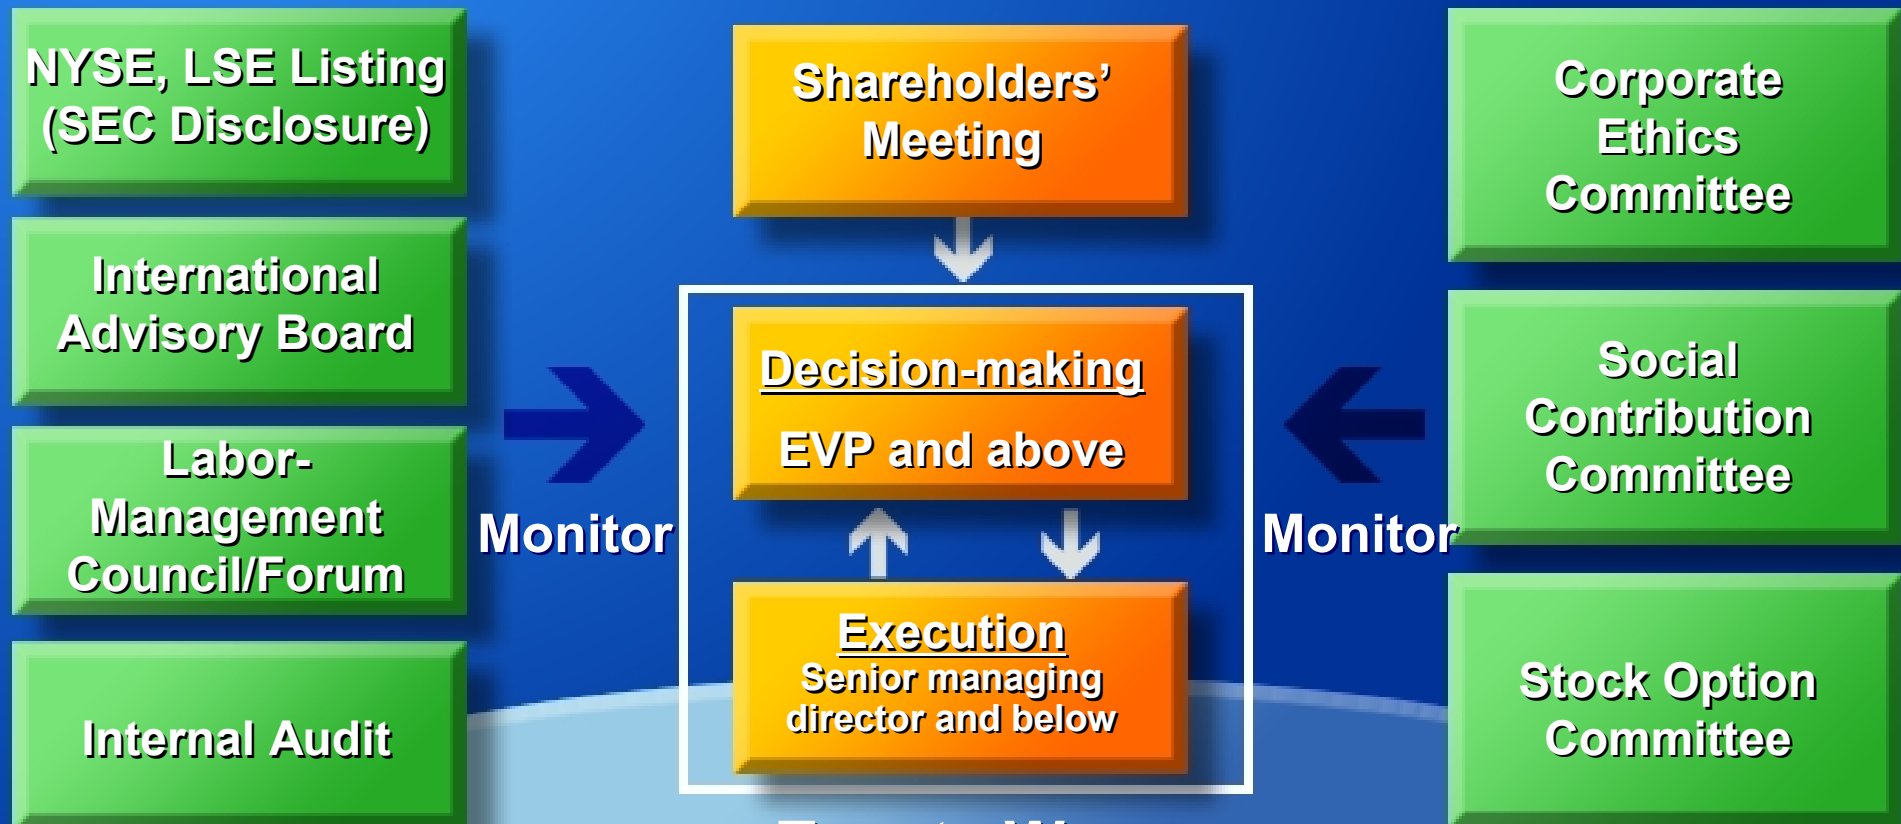 NYSE, LSE Listing
(SEC Disclosure)
International
Advisory Board
Labor-
Management
Council/Forum
Internal Audit
Monitor
Shareholders’
Meeting
Decision-making
EVP and above
Execution
Senior managing
director and below
Monitor
Corporate
Ethics
Committee
Social
Contribution
Committee
Stock Option
Committee